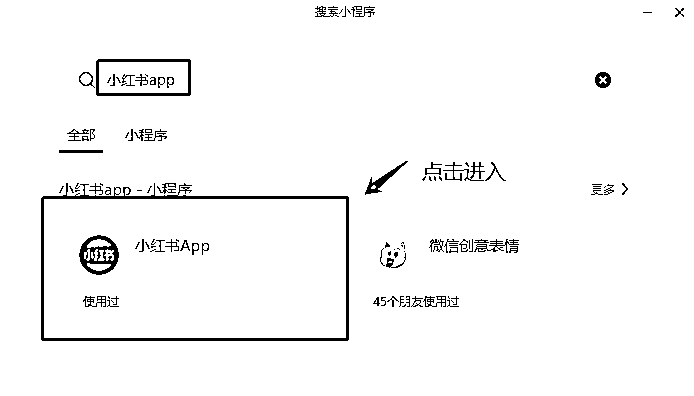 搜索小程序
小红书app
全部 小程序
点击进入
小红书app - 小程序 更多
小红书
小红书App 微信创意表情
使用过 45个朋友使用过